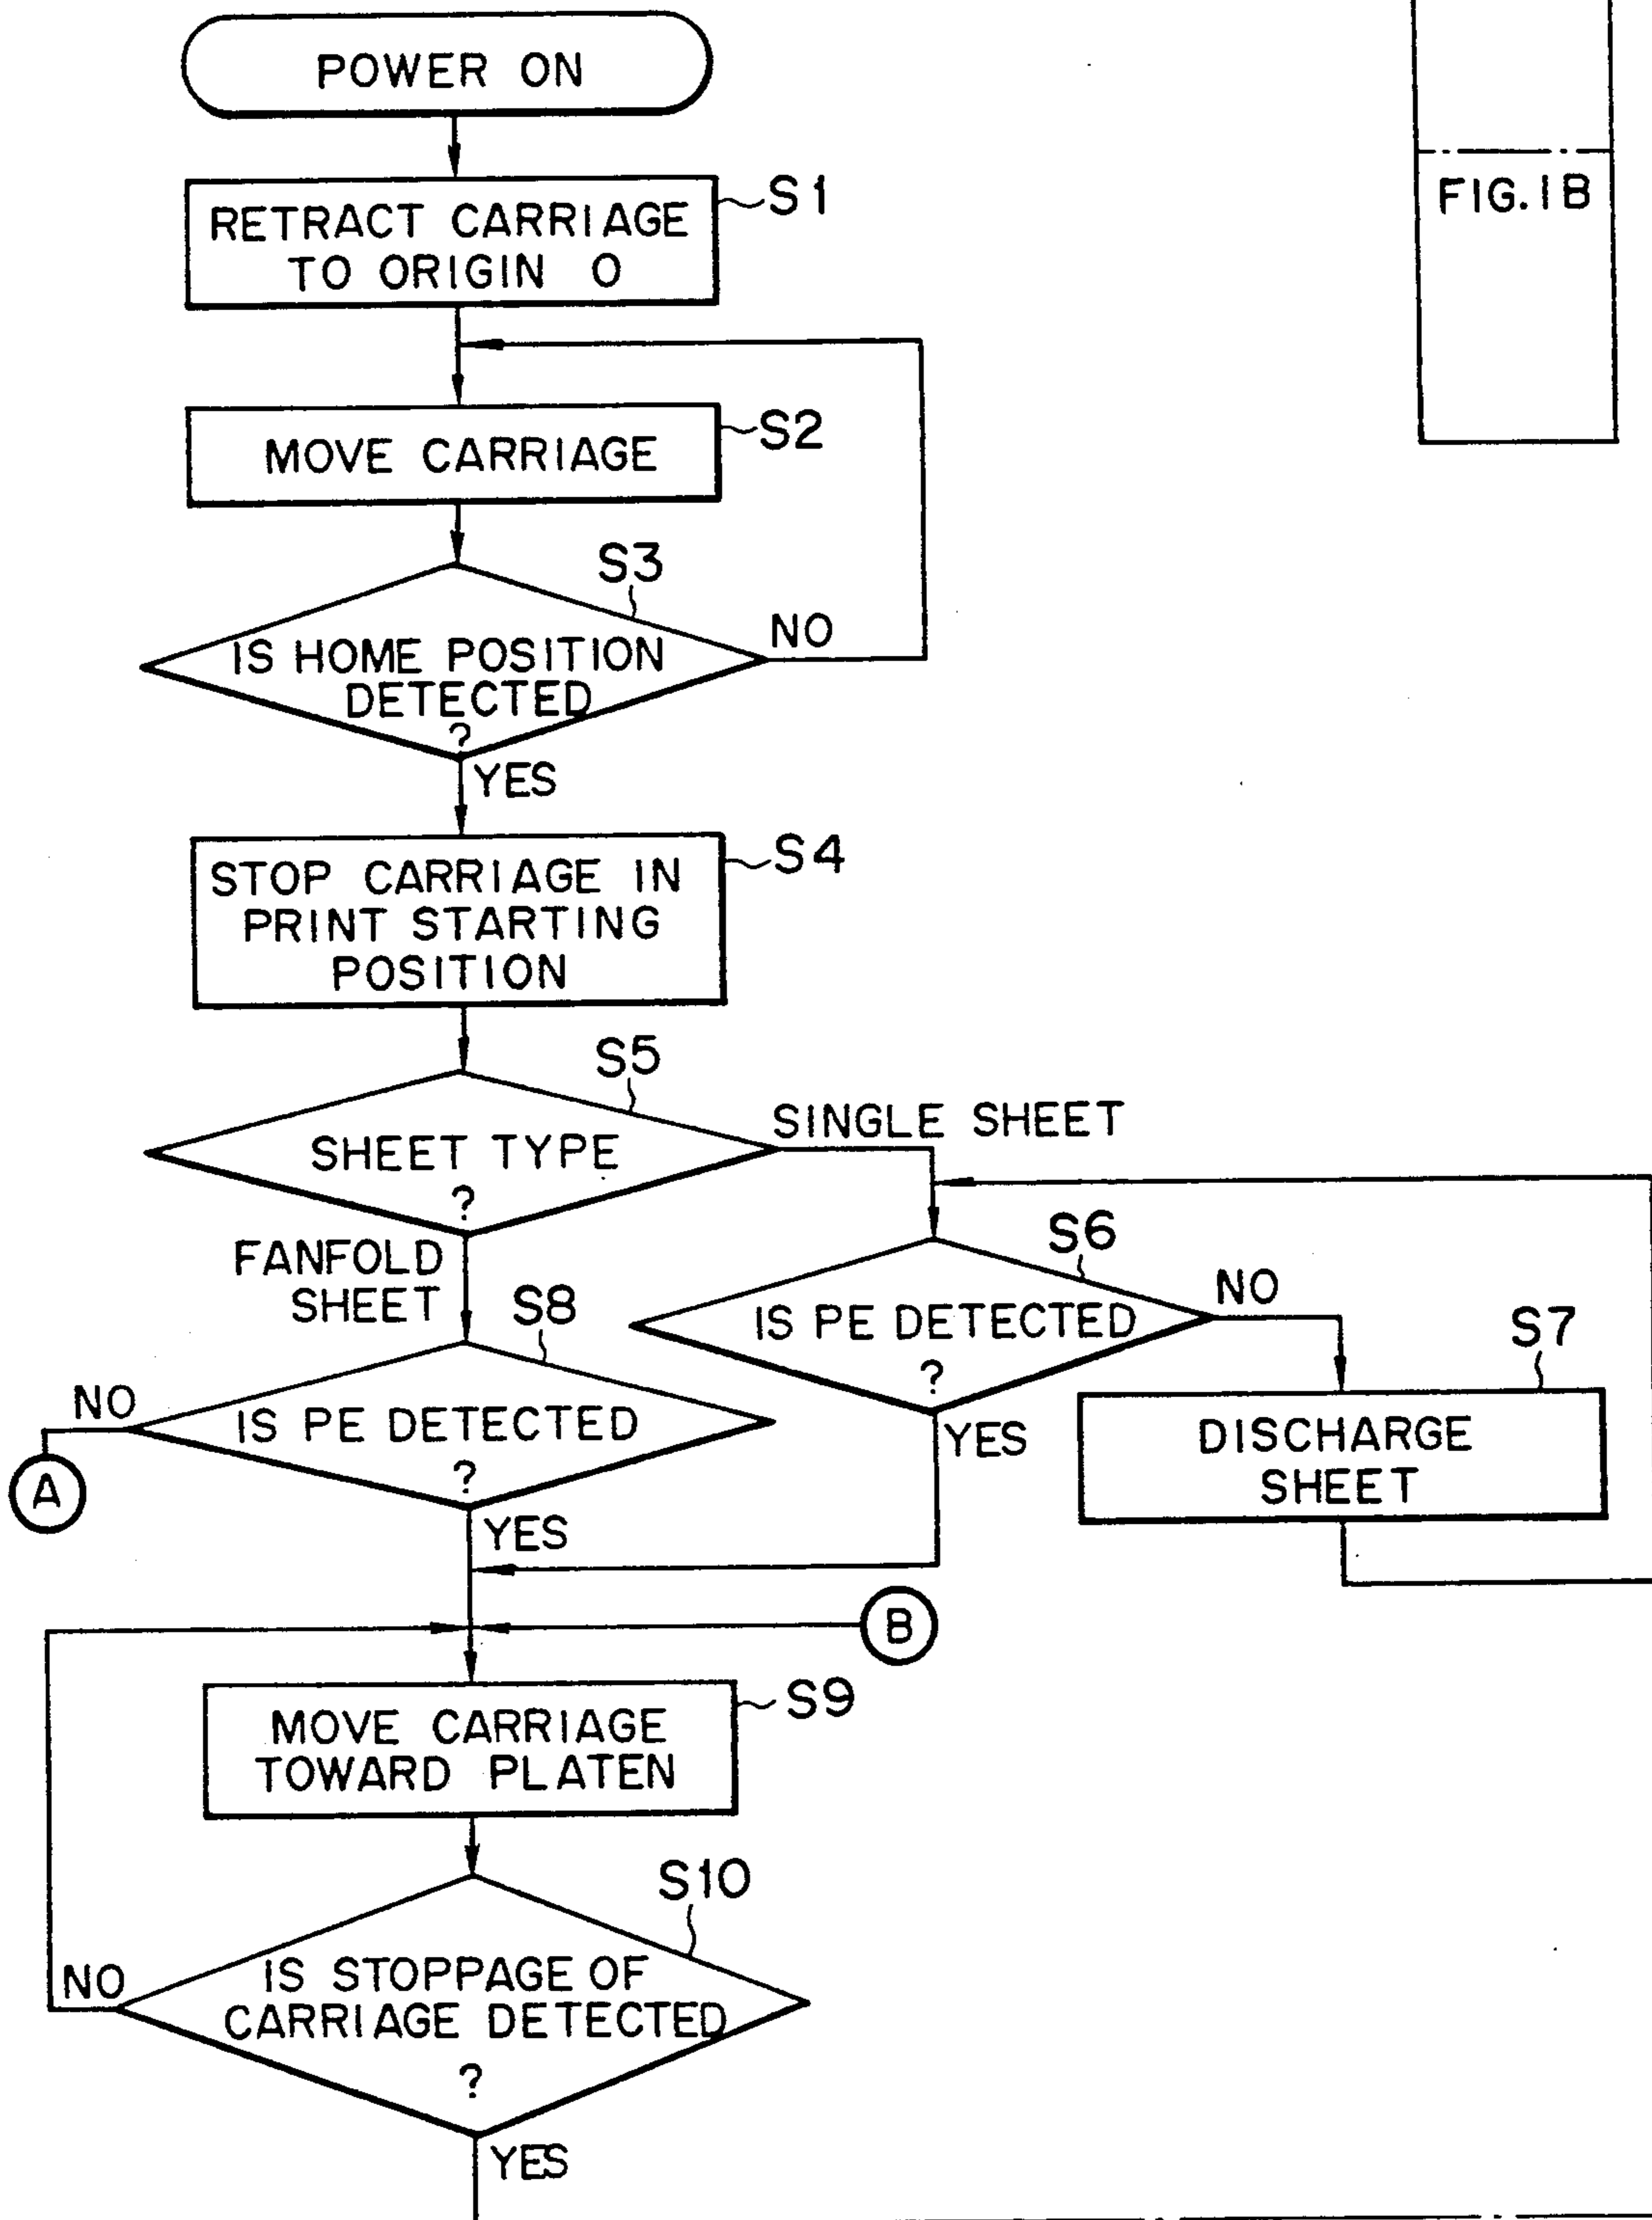 POWER ON
RETRACT CARRIAGE
TO ORIGIN O
S1
FIG.1B
MOVE CARRIAGE
S2
S3
IS HOME POSITION
DETECTED
?
NO
YES
STOP CARRIAGE IN
PRINT STARTING
POSITION
S4
S5
SHEET TYPE
?
SINGLE SHEET
FANFOLD
SHEET
S6
IS PE DETECTED
?
NO
YES
S7
DISCHARGE
SHEET
S8
IS PE DETECTED
?
NO
A
YES
B
MOVE CARRIAGE
TOWARD PLATEN
S9
S10
IS STOPPAGE OF
CARRIAGE DETECTED
?
NO
YES